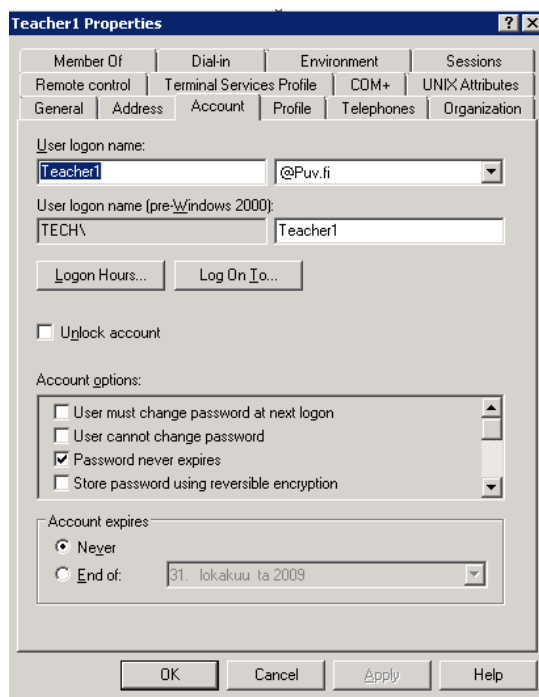 Teacher1 Properties
Member Of Dial-in Environment Sessions
Remote control Terminal Services Profile COM+ UNIX Attributes
General Address Account Profile Telephones Organization
User logon name:
Teacher1 @Puv.fi
User logon name (pre-Windows 2000):
TECH\ Teacher1
Logon Hours... Log On To...
Unlock account
Account options:
User must change password at next logon
User cannot change password
Password never expires
Store password using reversible encryption
Account expires
Never
End of: 31. lokakuu ta 2009
OK Cancel Apply Help